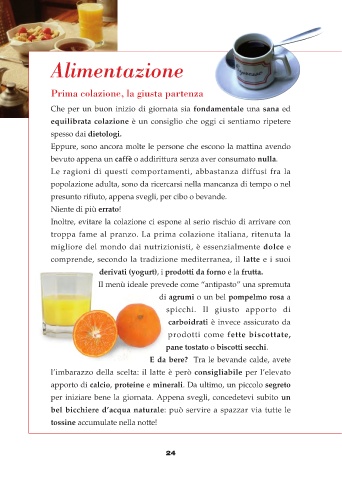 Alimentazione
Prima colazione, la giusta partenza
Che per un buon inizio di giornata sia fondamentale una sana ed
equilibrata colazione è un consiglio che oggi ci sentiamo ripetere
spesso dai dietologi.
Eppure, sono ancora molte le persone che escono la mattina avendo
bevuto appena un caffè o addirittura senza aver consumato nulla.
Le ragioni di questi comportamenti, abbastanza diffusi fra la
popolazione adulta, sono da ricercarsi nella mancanza di tempo o nel
presunto rifiuto, appena svegli, per cibo o bevande.
Niente di più errato!
Inoltre, evitare la colazione ci espone al serio rischio di arrivare con
troppa fame al pranzo. La prima colazione italiana, ritenuta la
migliore del mondo dai nutrizionisti, è essenzialmente dolce e
comprende, secondo la tradizione mediterranea, il latte e i suoi
derivati (yogurt), i prodotti da forno e la frutta.
Il menù ideale prevede come “antipasto” una spremuta
di agrumi o un bel pompelmo rosa a
spicchi. Il giusto apporto di
carboidrati è invece assicurato da
prodotti come fette biscottate,
pane tostato o biscotti secchi.
E da bere? Tra le bevande calde, avete
l’imbarazzo della scelta: il latte è però consigliabile per l’elevato
apporto di calcio, proteine e minerali. Da ultimo, un piccolo segreto
per iniziare bene la giornata. Appena svegli, concedetevi subito un
bel bicchiere d’acqua naturale: può servire a spazzar via tutte le
tossine accumulate nella notte!
24